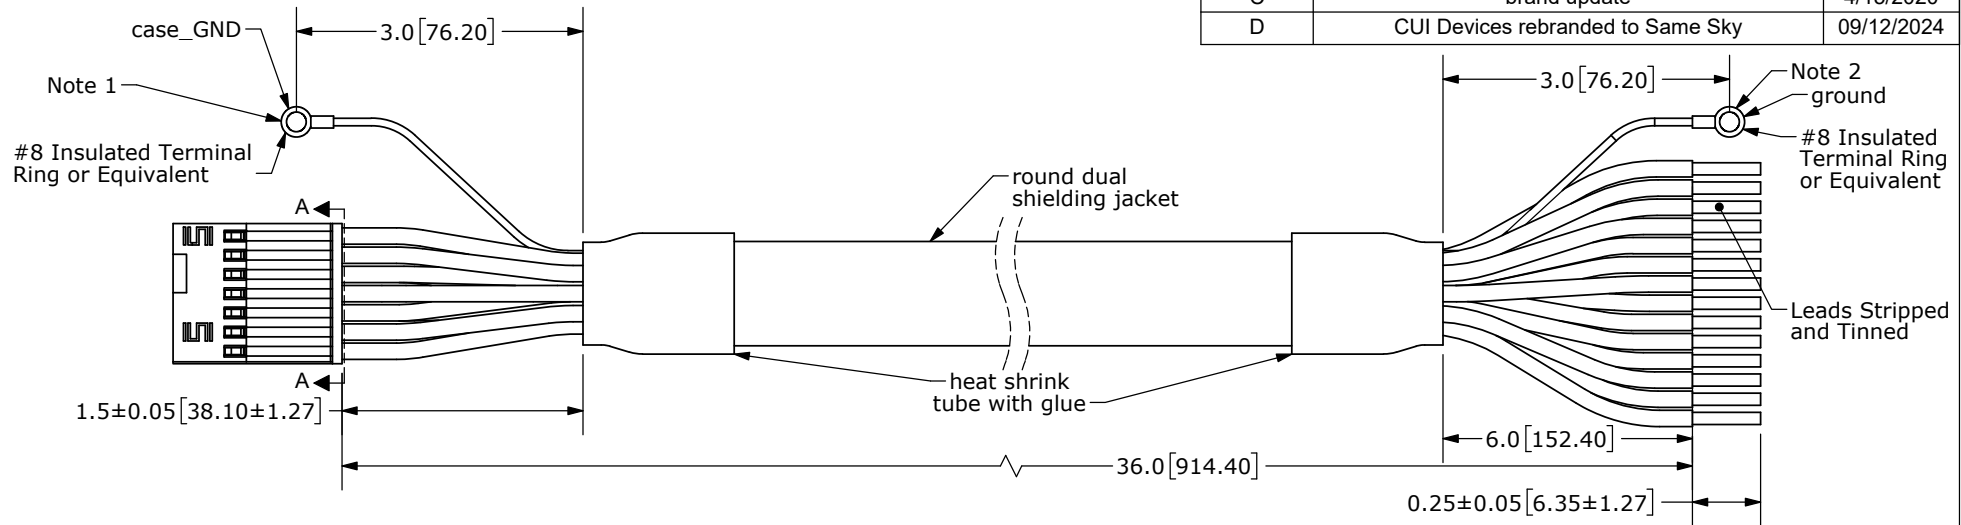 C brand update 4/18/2020
D CUI Devices rebranded to Same Sky 09/12/2024
case_GND
3.0[76.20]
Note 1
#8 Insulated Terminal
Ring or Equivalent
3.0[76.20]
Note 2
ground
#8 Insulated
Terminal Ring
or Equivalent
round dual
shielding jacket
A
A
Leads Stripped
and Tinned
heat shrink
tube with glue
1.5±0.05[38.10±1.27]
6.0[152.40]
36.0[914.40]
0.25±0.05[6.35±1.27]